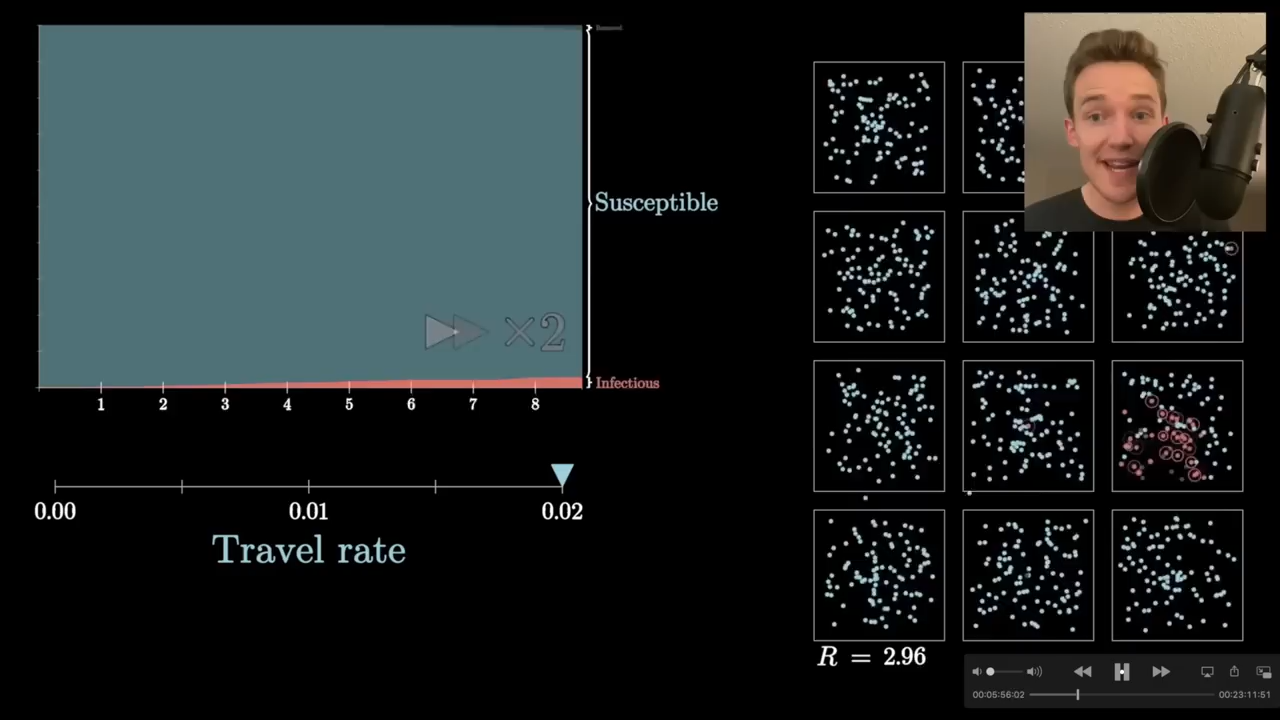 Removed
Susceptible
×2
Infectious
1 2 3 4 5 6 7 8
0.00 0.01 0.02
Travel rate
R = 2.96
00:05:56:02 00:23:11:51